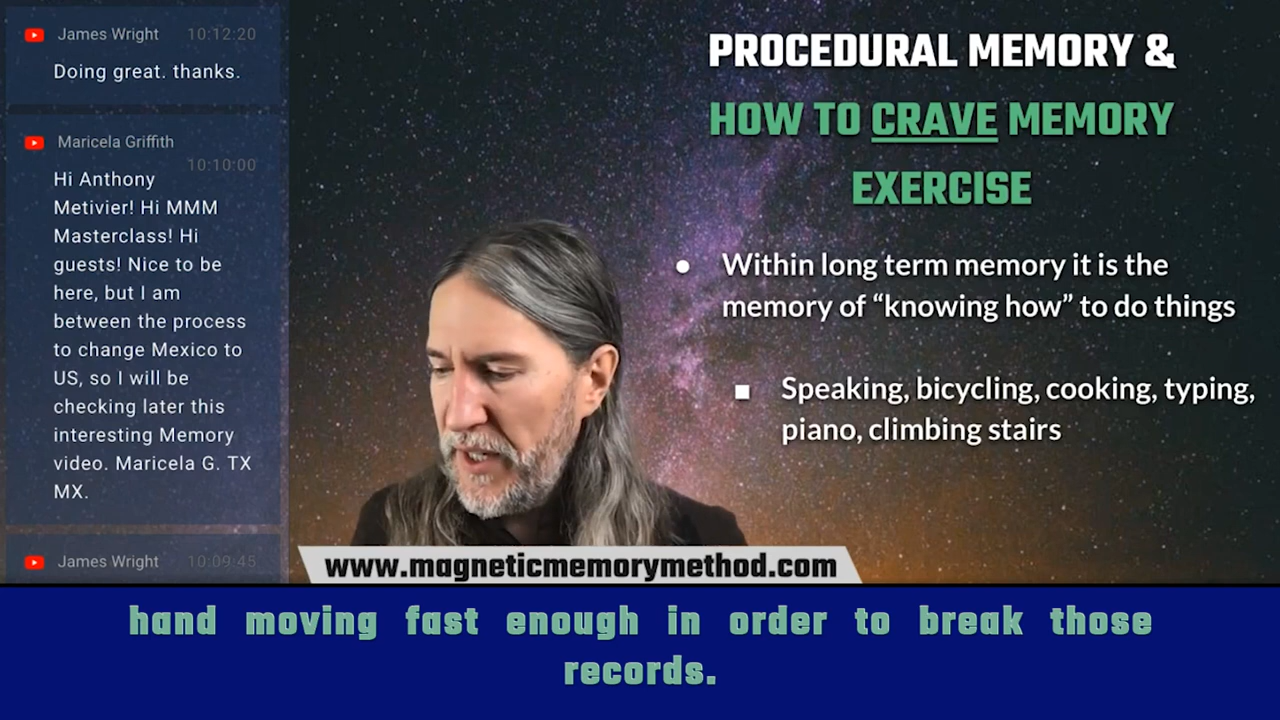 James Wright 10:12:20
Doing great. thanks.
Maricela Griffith
10:10:00
Hi Anthony
Metivier! Hi MMM
Masterclass! Hi
guests! Nice to be
here, but I am
between the process
to change Mexico to
US, so I will be
checking later this
interesting Memory
video. Maricela G. TX
MX.
James Wright 10:09:45
PROCEDURAL MEMORY &
HOW TO CRAVE MEMORY
EXERCISE
● Within long term memory it is the
memory of “knowing how” to do things
■ Speaking, bicycling, cooking, typing,
piano, climbing stairs
www.magneticmemorymethod.com
hand moving fast enough in order to break those
records.